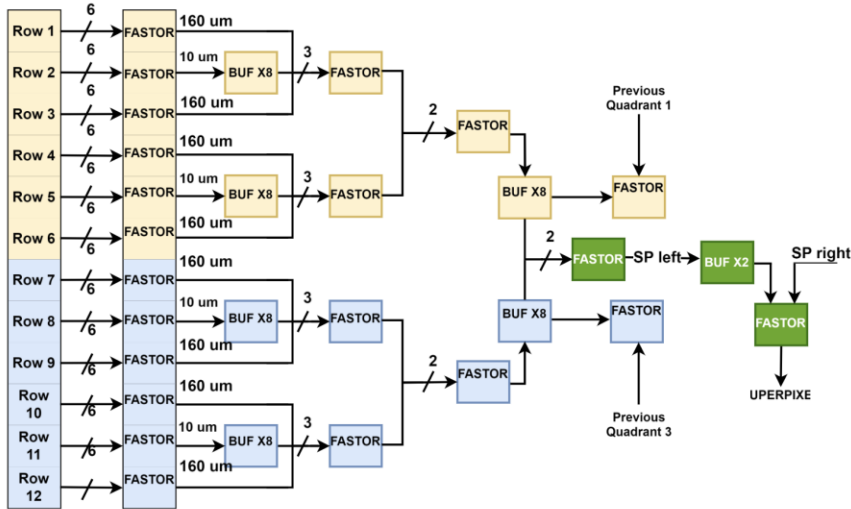 Row 1 6 FASTOR 160 um
Row 2 6 FASTOR 10 um BUF X8 3 FASTOR
Row 3 6 FASTOR 160 um
Row 4 6 FASTOR 160 um
Row 5 6 FASTOR 10 um BUF X8 3 FASTOR
Row 6 6 FASTOR 160 um
Row 7 6 FASTOR 160 um
Row 8 6 FASTOR 10 um BUF X8 3 FASTOR
Row 9 6 FASTOR 160 um
Row
10 6 FASTOR 160 um
Row
11 6 FASTOR 10 um BUF X8 3 FASTOR
Row
12 FASTOR 160 um
2 FASTOR
BUF X8
Previous
Quadrant 1
FASTOR
2 FASTOR SP left BUF X2 SP right
FASTOR
UPERPIXE
BUF X8 FASTOR
2 FASTOR
Previous
Quadrant 3